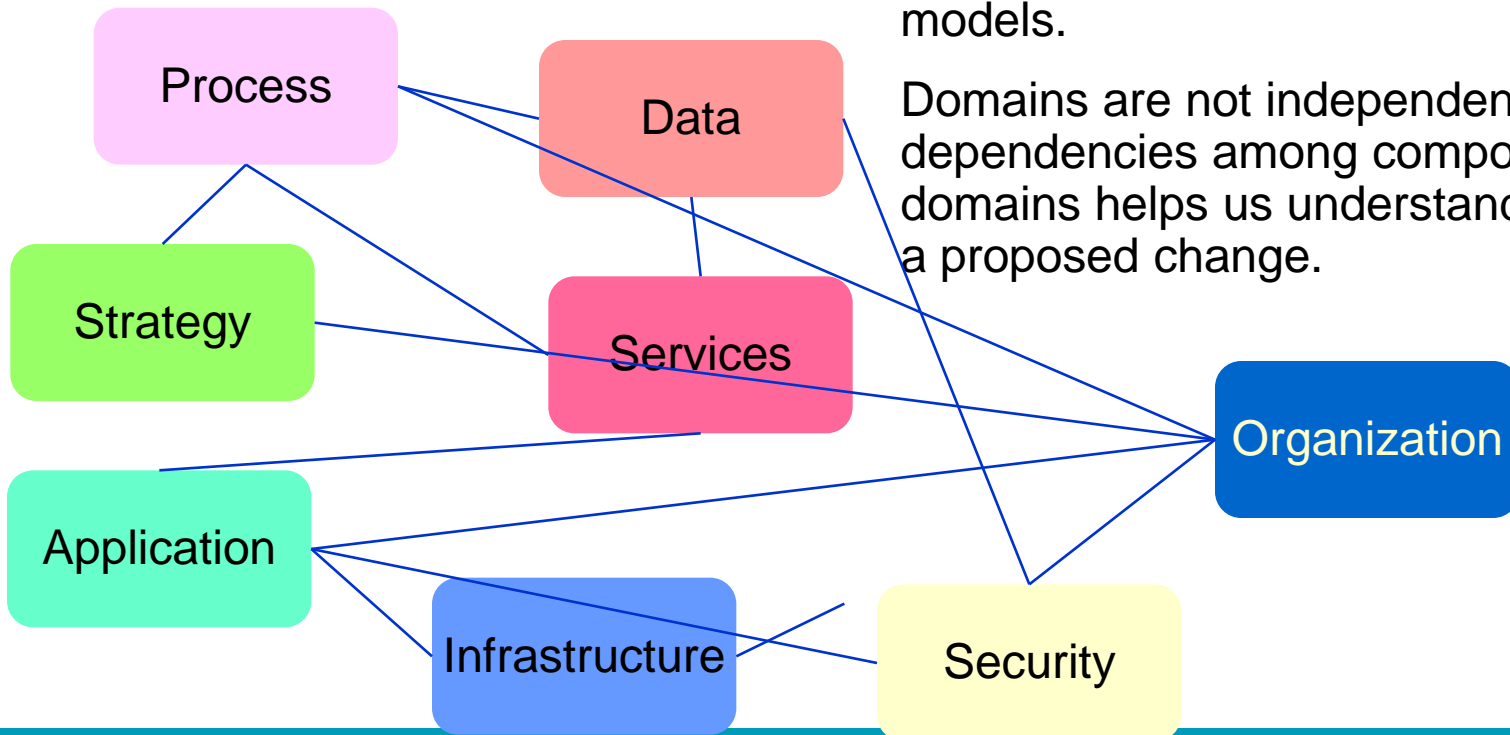 models.
Domains are not independen
dependencies among compo
domains helps us understand
a proposed change.
Process
Data
Strategy
Services
Organization
Application
Infrastructure
Security